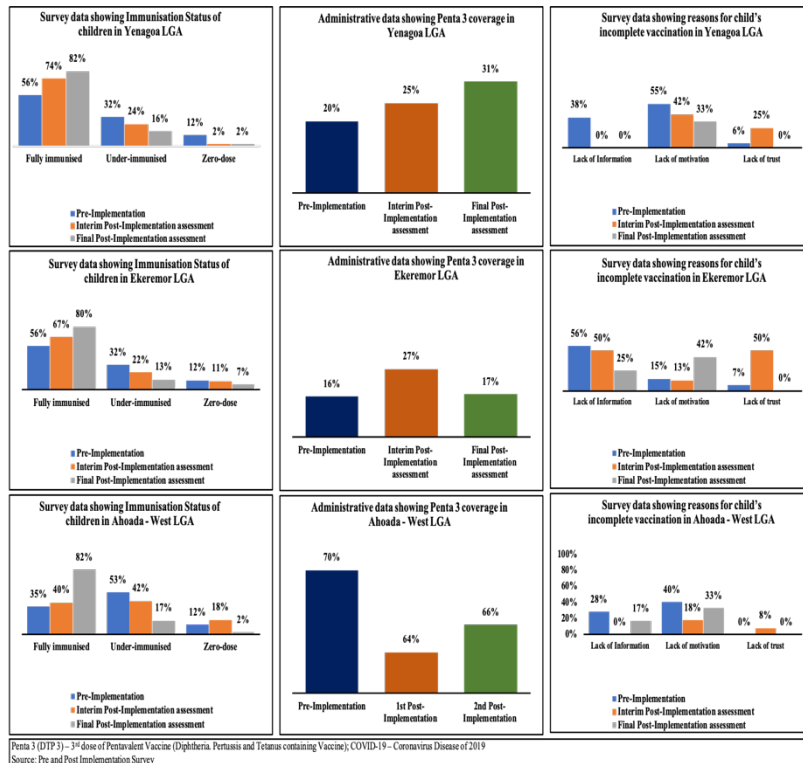 Survey data showing Immunisation Status of
children in Yenagoa LGA
56%
74%
82%
32%
24%
16%
12%
2%
2%
Fully immunised
Under-immunised
Zero-dose
Pre-Implementation
Interim Post-Implementation assessment
Final Post-Implementation assessment
Administrative data showing Penta 3 coverage in
Yenagoa LGA
20%
25%
31%
Pre-Implementation
Interim Post-
Implementation
assessment
Final Post-
Implementation
assessment
Survey data showing reasons for child's
incomplete vaccination in Yenagoa LGA
38%
0%
0%
55%
42%
33%
6%
25%
0%
Lack of Information
Lack of motivation
Lack of trust
Pre-Implementation
Interim Post-Implementation assessment
Final Post-Implementation assessment
Survey data showing Immunisation Status of
children in Ekeremor LGA
56%
67%
80%
32%
22%
13%
12%
11%
7%
Fully immunised
Under-immunised
Zero-dose
Pre-Implementation
Interim Post-Implementation assessment
Final Post-Implementation assessment
Administrative data showing Penta 3 coverage in
Ekeremor LGA
16%
27%
17%
Pre-Implementation
Interim Post-
Implementation
assessment
Final Post-
Implementation
assessment
Survey data showing reasons for child's
incomplete vaccination in Ekeremor LGA
56%
50%
25%
15%
13%
42%
7%
50%
0%
Lack of Information
Lack of motivation
Lack of trust
Pre-Implementation
Interim Post-Implementation assessment
Final Post-Implementation assessment
Survey data showing Immunisation Status of
children in Ahoada-West LGA
35%
40%
82%
53%
42%
17%
12%
18%
2%
Fully immunised
Under-immunised
Zero-dose
Pre-Implementation
Interim Post-Implementation assessment
Final Post-Implementation assessment
Administrative data showing Penta 3 coverage in
Ahoada - West LGA
70%
64%
66%
Pre-Implementation
1st Post-
Implementation
2nd Post-
Implementation
Survey data showing reasons for child's
incomplete vaccination in Ahoada - West LGA
100%
80%
60%
40%
20%
0%
28%
0%
17%
40%
18%
33%
0%
8%
0%
Lack of Information
Lack of motivation
Lack of trust
Pre-Implementation
Interim Post-Implementation assessment
Final Post-Implementation assessment
Penta 3 (DTP 3) – 3rd dose of Pentavalent Vaccine (Diphtheria. Pertussis and Tetanus containing Vaccine); COVID-19 – Coronavirus Disease of 2019
Source: Pre and Post Implementation Survey